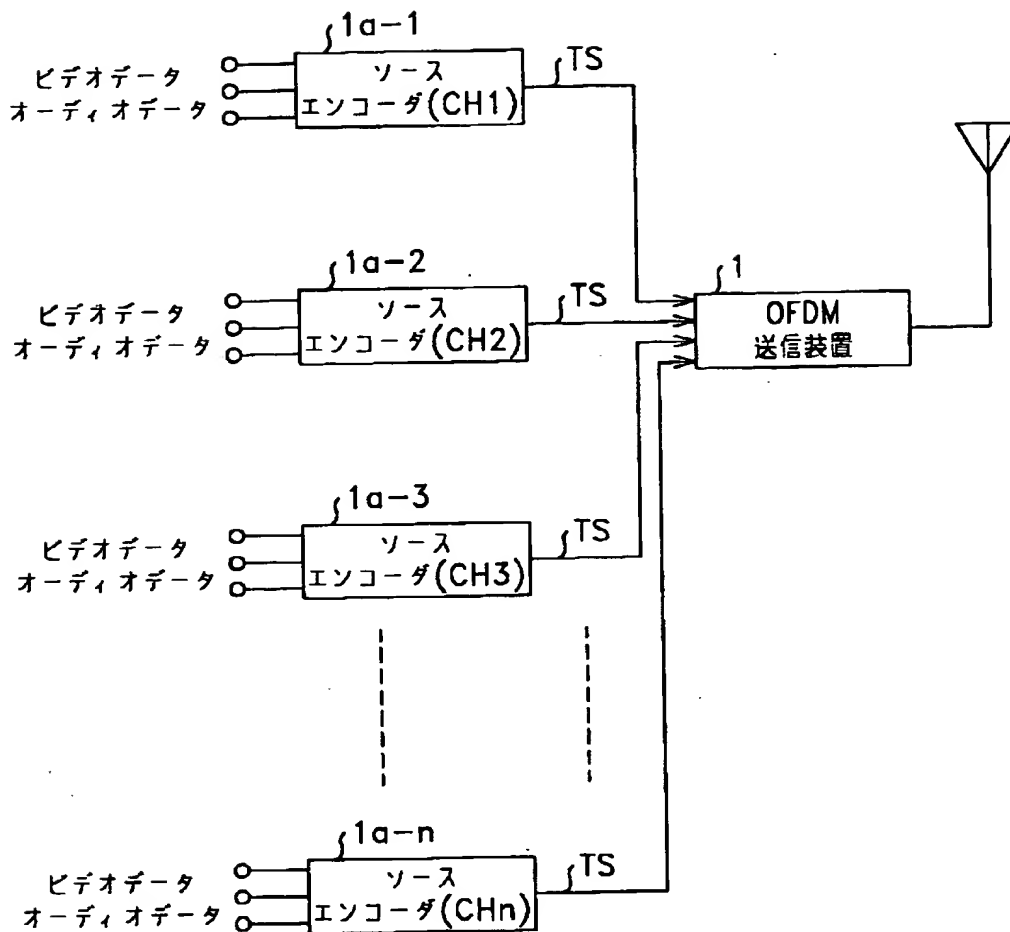 1a-1
ビデオデータ
オーディオデータ
ソース
エンコーダ(CH1)
TS
1a-2
ビデオデータ
オーディオデータ
ソース
エンコーダ(CH2)
TS
1
OFDM
送信装置
1a-3
ビデオデータ
オーディオデータ
ソース
エンコーダ(CH3)
TS
1a-n
ビデオデータ
オーディオデータ
ソース
エンコーダ(CHn)
TS